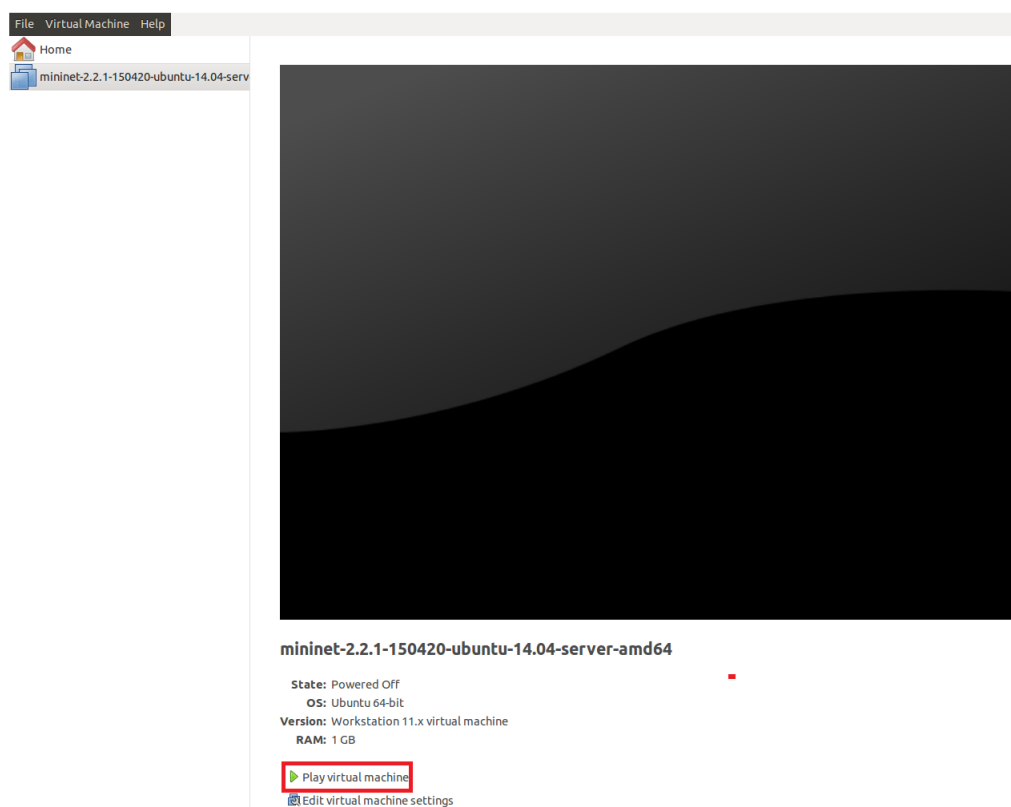 File Virtual Machine Help
Home
mininet-2.2.1-150420-ubuntu-14.04-serv
mininet-2.2.1-150420-ubuntu-14.04-server-amd64
State: Powered Off
OS: Ubuntu 64-bit
Version: Workstation 11.x virtual machine
RAM: 1 GB
Play virtual machine
Edit virtual machine settings